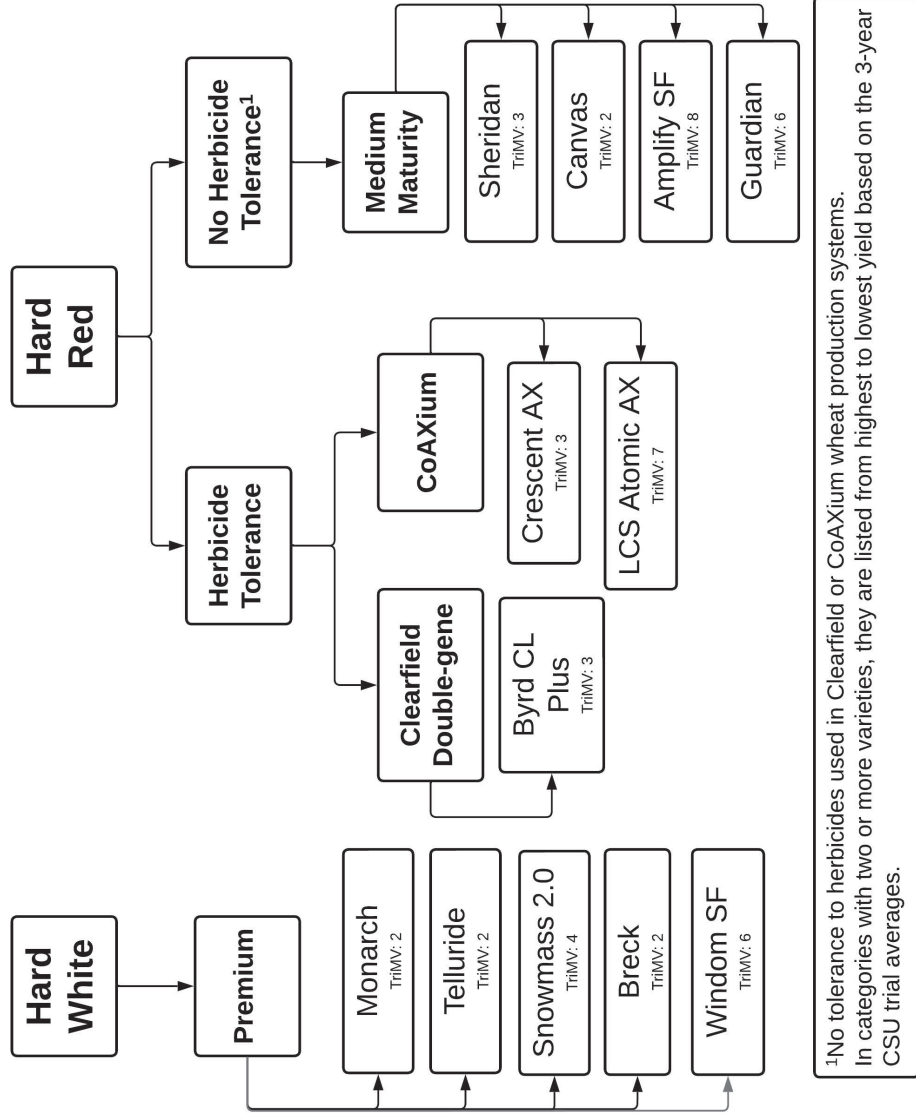 Hard
White
Premium
Monarch
TriMV: 2
Telluride
TriMV: 2
Snowmass 2.0
TriMV: 4
Breck
TriMV: 2
Windom SF
TriMV: 6
Hard
Red
Herbicide
Tolerance
Clearfield
Double-gene
Byrd CL
Plus
TriMV: 3
CoAXium
Crescent AX
TriMV: 3
LCS Atomic AX
TriMV: 7
No Herbicide
Tolerance¹
Medium
Maturity
Sheridan
TriMV: 3
Canvas
TriMV: 2
Amplify SF
TriMV: 8
Guardian
TriMV: 6
¹No tolerance to herbicides used in Clearfield or CoAXium wheat production systems.
In categories with two or more varieties, they are listed from highest to lowest yield based on the 3-year
CSU trial averages.